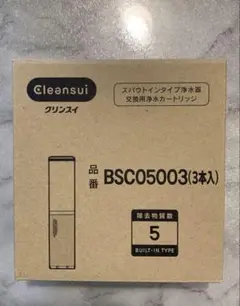 Cleansui
クリンスイ
スパウトインタイプ浄水器
交換用浄水カートリッジ
品番 BSC05003(3本入)
除去物質数
5
BUILT-IN TYPE